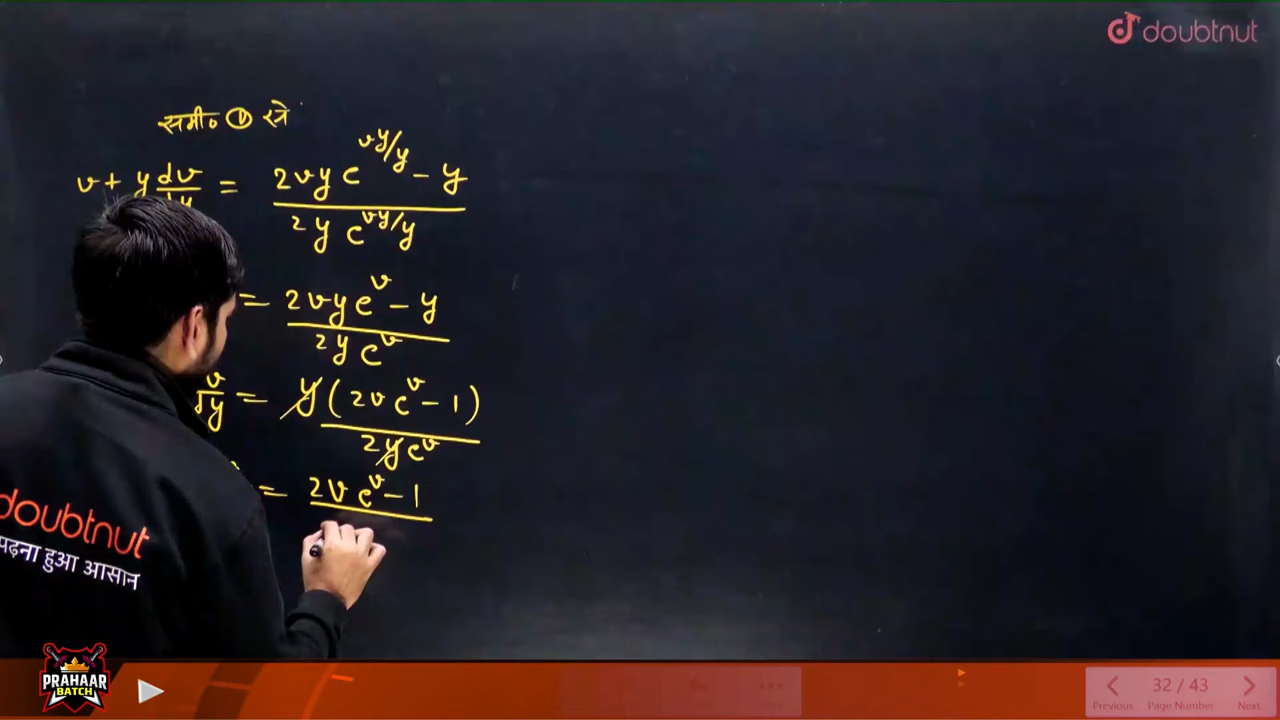 doubtnut
समी० ① से
v + y dv/dy = (2vy e^(vy/y) - y) / (2y e^(vy/y))
= (2vy e^v - y) / (2y e^v)
= y(2v e^v - 1) / (2y e^v)
= 2v e^v - 1
doubtnut
पढ़ना हुआ आसान
PRAHAAR
BATCH
32 / 43
Previous Page Number Next